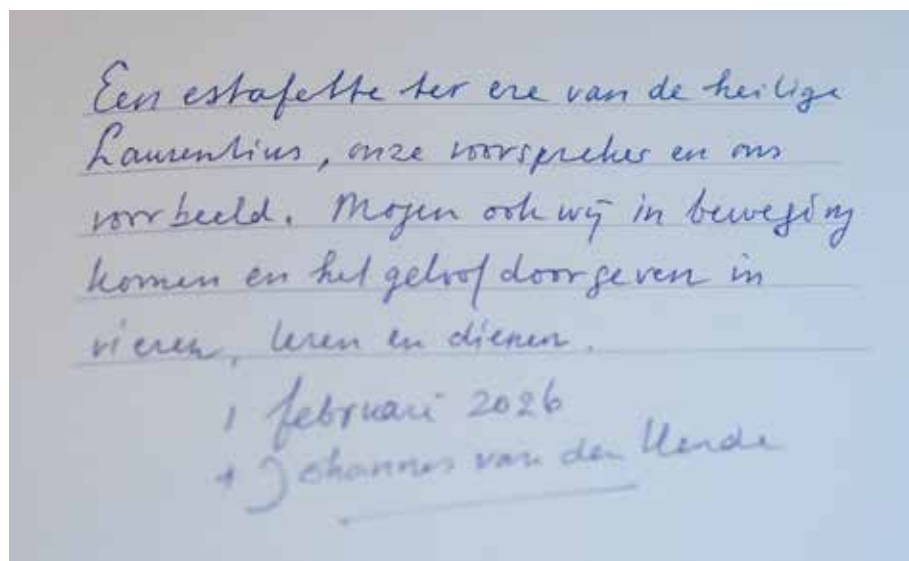 Een estafette ter ere van de heilige
Laurentius, onze voorspreker en ons
voorbeeld. Mogen ook wij in beweging
komen en het geloof doorgeven in
vieren, leren en dienen.
1 februari 2026
+ Johannes van den Hende